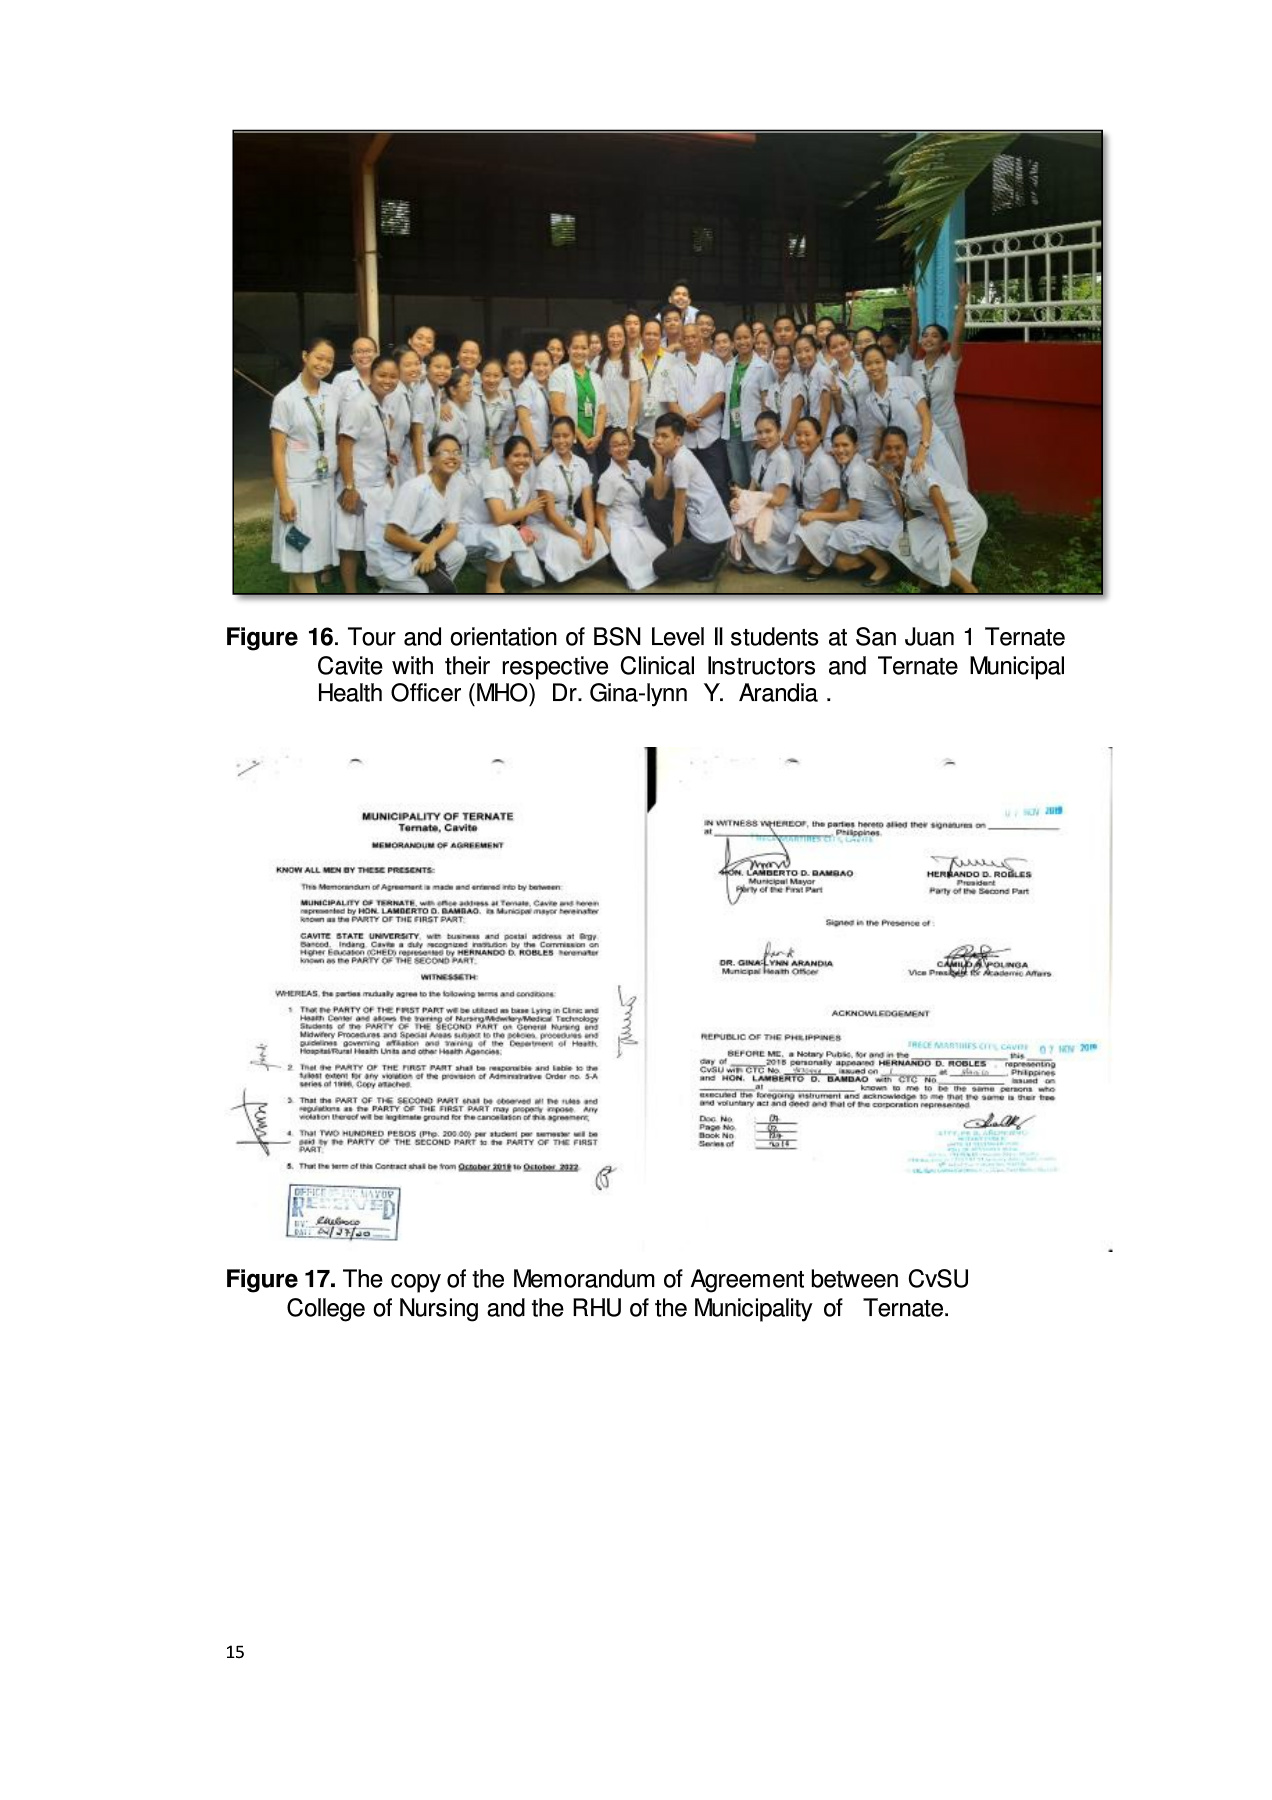 Figure 16. Tour and orientation of BSN Level II students at San Juan 1 Ternate
Cavite with their respective Clinical Instructors and Ternate Municipal
Health Officer (MHO) Dr. Gina-lynn Y. Arandia .
MUNICIPALITY OF TERNATE
Ternate, Cavite
MEMORANDUM OF AGREEMENT
KNOW ALL MEN BY THESE PRESENTS:
This Memorandum of Agreement is made and entered into by between:
MUNICIPALITY OF TERNATE, with office address at Ternate, Cavite and herein
represented by HON. LAMBERTO D. BAMBAO, its Municipal mayor hereinafter
known as the PARTY OF THE FIRST PART;
CAVITE STATE UNIVERSITY, with business and postal address at Brgy.
Bancod, Indang, Cavite a duly recognized institution by the Commission on
Higher Education (CHED) represented by HERNANDO D. ROBLES hereinafter
known as the PARTY OF THE SECOND PART,
WITNESSETH:
WHEREAS, the parties mutually agree to the following terms and conditions:
1. That the PARTY OF THE FIRST PART will be utilized as base Lying in Clinic and
Health Center and allows the training of Nursing/Midwifery/Medical Technology
Students of the PARTY OF THE SECOND PART on General Nursing and
Midwifery Procedures and Special Areas subject to the policies, procedures and
guidelines governing affiliation and training of the Department of Health,
Hospital/Rural Health Units and other Health Agencies;
2. That the PARTY OF THE FIRST PART shall be responsible and liable to the
fullest extent for any violation of the provision of Administrative Order no. 5-A
series of 1996, Copy attached.
3. That the PART OF THE SECOND PART shall be observed all the rules and
regulations as the PARTY OF THE FIRST PART may properly impose. Any
violation thereof will be legitimate ground for the cancellation of this agreement;
4. That TWO HUNDRED PESOS (Php. 200.00) per student per semester will be
paid by the PARTY OF THE SECOND PART to the PARTY OF THE FIRST
PART;
5. That the term of this Contract shall be from October 2019 to October 2022.
OFFICE OF THE MAYOR
RECEIVED
BY:
DATE: 02/27/20
07 NOV 2019
IN WITNESS WHEREOF, the parties hereto allied their signatures on
at Philippines.
TRECE MARTIRES CITY, CAVITE
HON. LAMBERTO D. BAMBAO
Municipal Mayor
Party of the First Part
HERNANDO D. ROBLES
President
Party of the Second Part
Signed in the Presence of :
DR. GINA-LYNN ARANDIA
Municipal Health Officer
CAMILO A. POLINGA
Vice President for Academic Affairs
ACKNOWLEDGEMENT
REPUBLIC OF THE PHILIPPINES
TRECE MARTIRES CITY, CAVITE 07 NOV 2019
BEFORE ME, a Notary Public, for and in the this
day of 2018 personally appeared HERNANDO D. ROBLES , representing
CvSU with CTC No. issued on at , Philippines
and HON. LAMBERTO D. BAMBAO with CTC No. issued on
at known to me to be the same persons who
executed the foregoing instrument and acknowledge to me that the same is their free
and voluntary act and deed and that of the corporation represented.
Doc. No.
Page No.
Book No.
Series of
Figure 17. The copy of the Memorandum of Agreement between CvSU
College of Nursing and the RHU of the Municipality of Ternate.
15